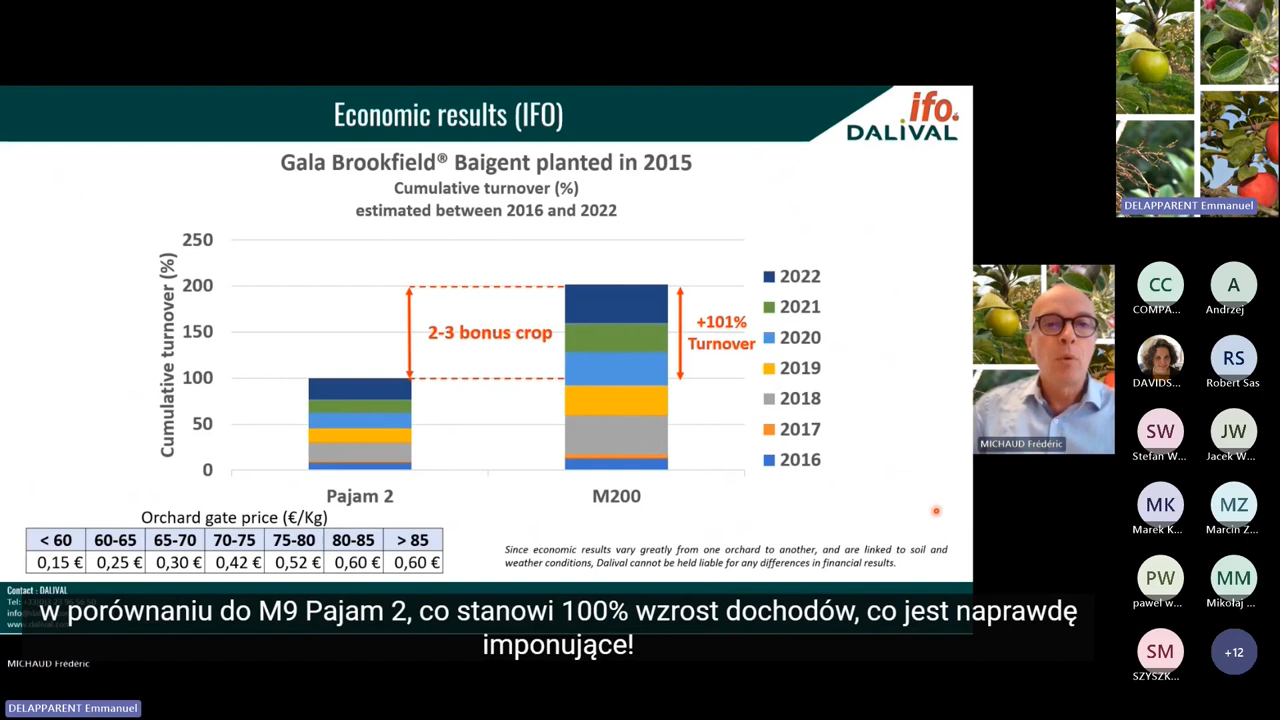 Economic results (IFO)
ifo.
DALIVAL
Gala Brookfield® Baigent planted in 2015
Cumulative turnover (%)
estimated between 2016 and 2022
Cumulative turnover (%)
250
200
150
100
50
0
2-3 bonus crop
+101%
Turnover
2022
2021
2020
2019
2018
2017
2016
Pajam 2
M200
Orchard gate price (€/Kg)
< 60 60-65 65-70 70-75 75-80 80-85 > 85
0,15 € 0,25 € 0,30 € 0,42 € 0,52 € 0,60 € 0,60 €
Since economic results vary greatly from one orchard to another, and are linked to soil and
weather conditions, Dalival cannot be held liable for any differences in financial results.
Contact : DALIVAL
w porównaniu do M9 Pajam 2, co stanowi 100% wzrost dochodów, co jest naprawdę
imponujące!
MICHAUD Frédéric
DELAPPARENT Emmanuel
DELAPPARENT Emmanuel
MICHAUD Frédéric
CC
COMPA...
A
Andrzej
DAVIDS...
RS
Robert Sas
SW
Stefan W...
JW
Jacek W...
MK
Marek K...
MZ
Marcin Z...
PW
pawel w...
MM
Mikołaj ...
SM
SZYSZK...
+12